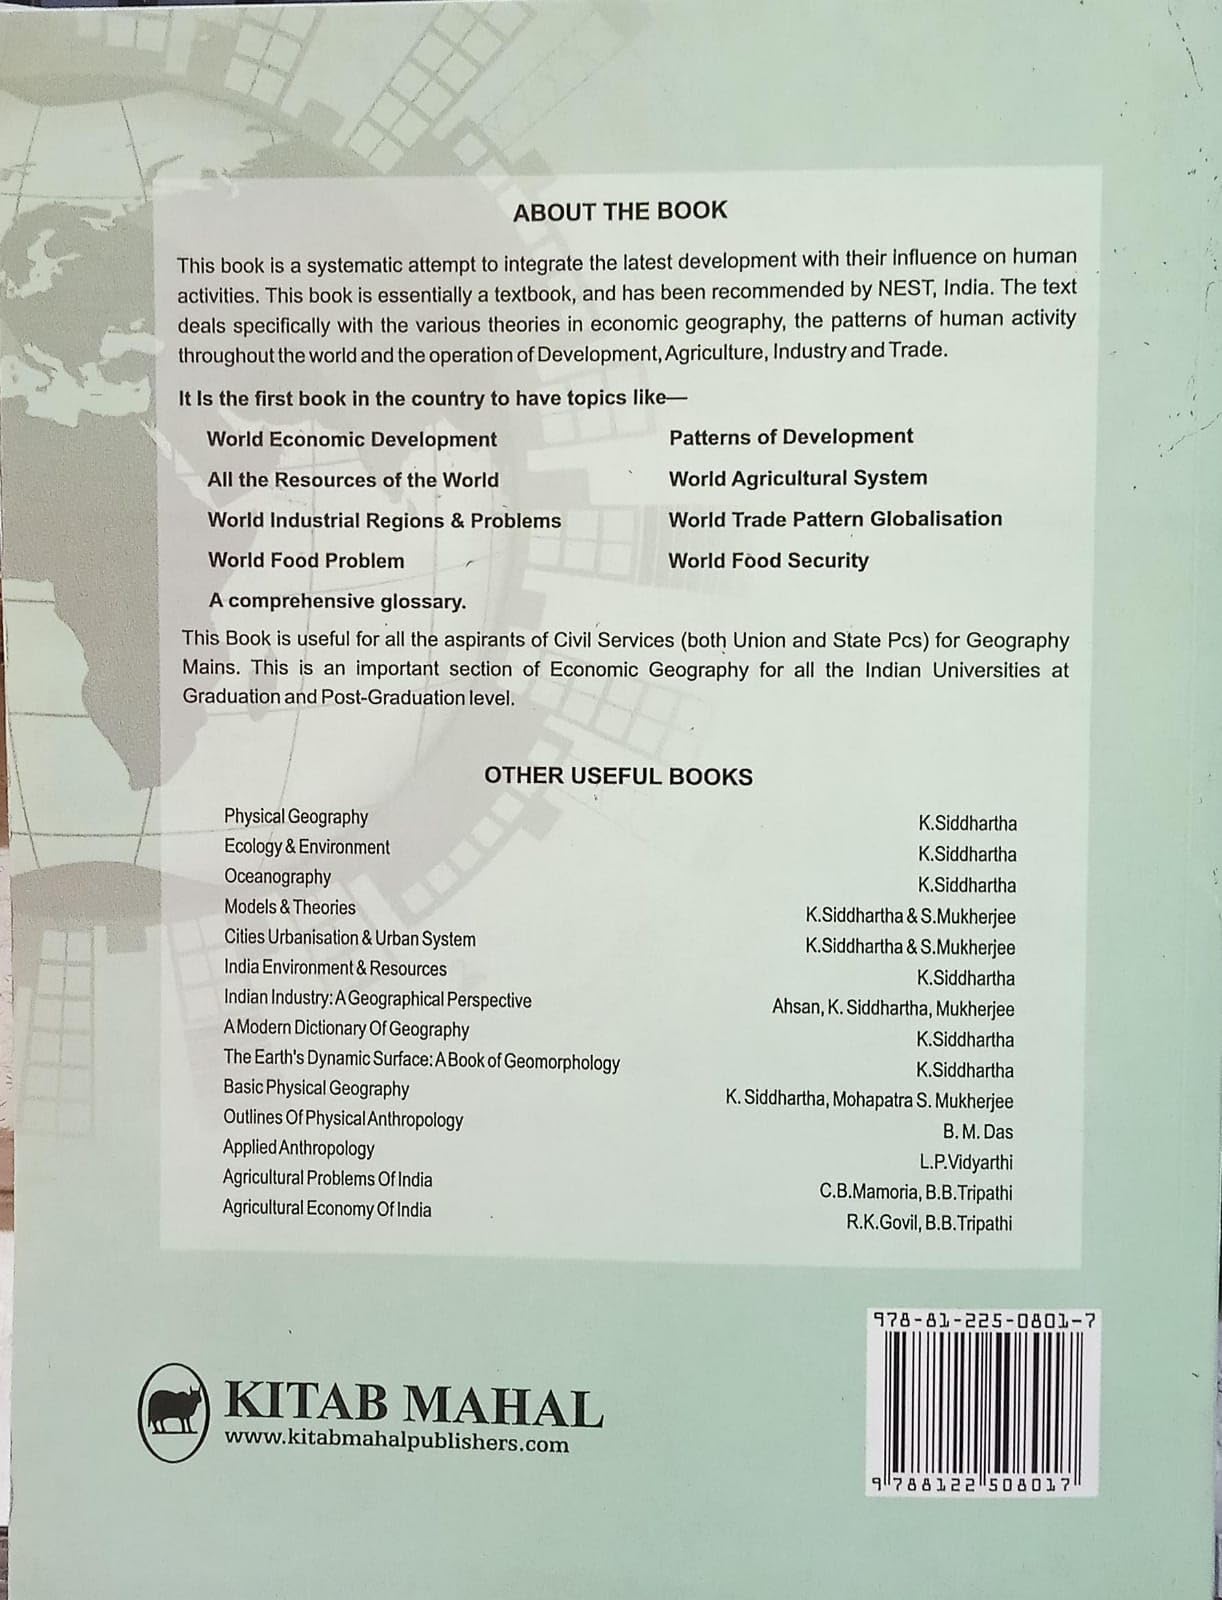 ABOUT THE BOOK
This book is a systematic attempt to integrate the latest development with their influence on human
activities. This book is essentially a textbook, and has been recommended by NEST, India. The text
deals specifically with the various theories in economic geography, the patterns of human activity
throughout the world and the operation of Development, Agriculture, Industry and Trade.
It Is the first book in the country to have topics like—
World Economic Development Patterns of Development
All the Resources of the World World Agricultural System
World Industrial Regions & Problems World Trade Pattern Globalisation
World Food Problem World Food Security
A comprehensive glossary.
This Book is useful for all the aspirants of Civil Services (both Union and State Pcs) for Geography
Mains. This is an important section of Economic Geography for all the Indian Universities at
Graduation and Post-Graduation level.
OTHER USEFUL BOOKS
Physical Geography K.Siddhartha
Ecology & Environment K.Siddhartha
Oceanography K.Siddhartha
Models & Theories K.Siddhartha & S.Mukherjee
Cities Urbanisation & Urban System K.Siddhartha & S.Mukherjee
India Environment & Resources K.Siddhartha
Indian Industry: A Geographical Perspective Ahsan, K. Siddhartha, Mukherjee
A Modern Dictionary Of Geography K.Siddhartha
The Earth's Dynamic Surface: A Book of Geomorphology K.Siddhartha
Basic Physical Geography K. Siddhartha, Mohapatra S. Mukherjee
Outlines Of Physical Anthropology B. M. Das
Applied Anthropology L.P.Vidyarthi
Agricultural Problems Of India C.B.Mamoria, B.B.Tripathi
Agricultural Economy Of India R.K.Govil, B.B.Tripathi
978-81-225-0801-7
KITAB MAHAL
www.kitabmahalpublishers.com
9 788122 508017